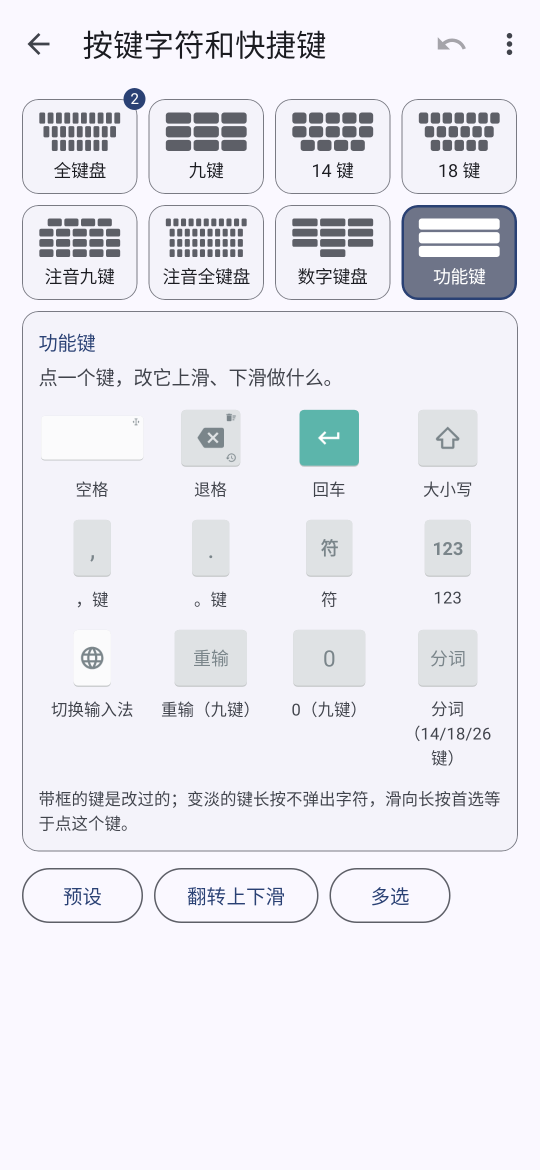 按键字符和快捷键
2
全键盘
九键
14 键
18 键
注音九键
注音全键盘
数字键盘
功能键
功能键
点一个键，改它上滑、下滑做什么。
空格
退格
回车
大小写
,
.
符
123
，键
。键
符
123
重输
0
分词
切换输入法
重输（九键）
0（九键）
分词
（14/18/26
键）
带框的键是改过的；变淡的键长按不弹出字符，滑向长按首选等
于点这个键。
预设
翻转上下滑
多选